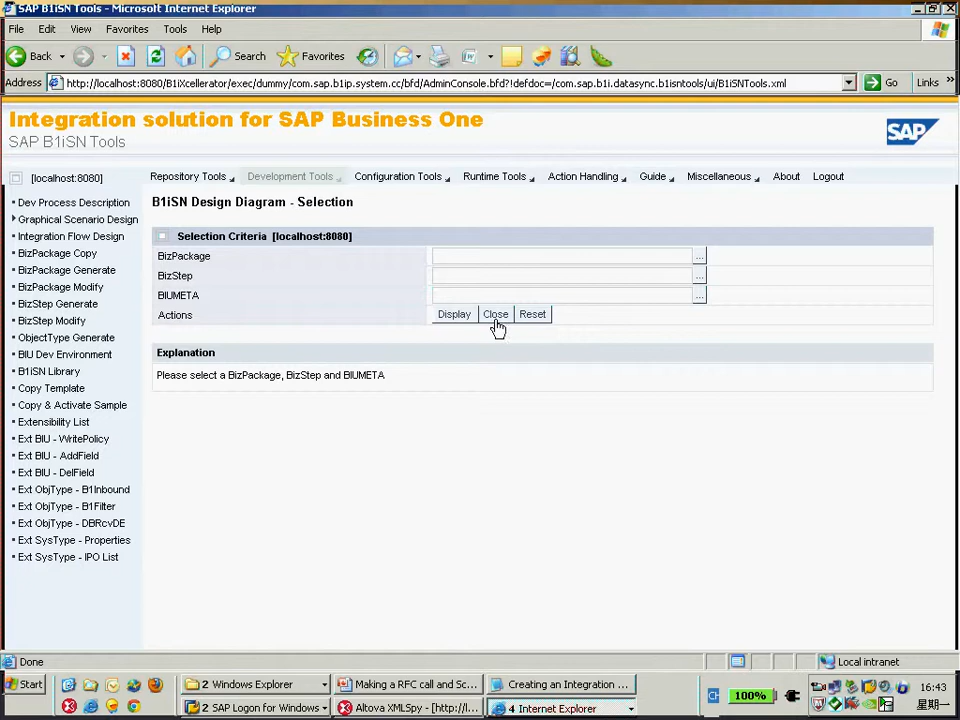 SAP B1iSN Tools - Microsoft Internet Explorer
File Edit View Favorites Tools Help
Back Search Favorites
Address http://localhost:8080/B1iXcellerator/exec/dummy/com.sap.b1ip.system.cc/bfd/AdminConsole.bfd?!defdoc=/com.sap.b1i.datasync.b1isntools/ui/B1iSNTools.xml Go Links »
Integration solution for SAP Business One
SAP B1iSN Tools
SAP
[localhost:8080] Repository Tools Development Tools Configuration Tools Runtime Tools Action Handling Guide Miscellaneous About Logout
Dev Process Description
Graphical Scenario Design
Integration Flow Design
BizPackage Copy
BizPackage Generate
BizPackage Modify
BizStep Generate
BizStep Modify
ObjectType Generate
BIU Dev Environment
B1iSN Library
Copy Template
Copy & Activate Sample
Extensibility List
Ext BIU - WritePolicy
Ext BIU - AddField
Ext BIU - DelField
Ext ObjType - B1Inbound
Ext ObjType - B1Filter
Ext ObjType - DBRcvDE
Ext SysType - Properties
Ext SysType - IPO List
B1iSN Design Diagram - Selection
Selection Criteria [localhost:8080]
BizPackage ...
BizStep ...
BIUMETA ...
Actions Display Close Reset
Explanation
Please select a BizPackage, BizStep and BIUMETA
Done Local intranet
Start 2 Windows Explorer Making a RFC call and Sc... Creating an Integration ... 100% 16:43
2 SAP Logon for Windows Altova XMLSpy - [http://l... 4 Internet Explorer 星期一